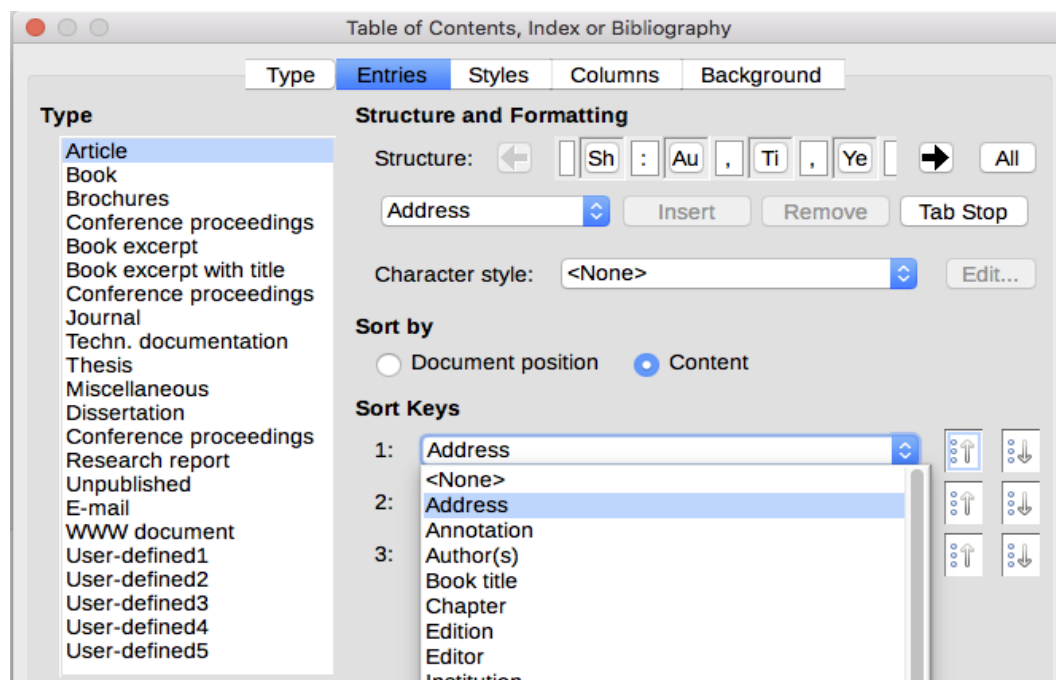 Table of Contents, Index or Bibliography
Type Entries Styles Columns Background
Type
Article
Book
Brochures
Conference proceedings
Book excerpt
Book excerpt with title
Conference proceedings
Journal
Techn. documentation
Thesis
Miscellaneous
Dissertation
Conference proceedings
Research report
Unpublished
E-mail
WWW document
User-defined1
User-defined2
User-defined3
User-defined4
User-defined5
Structure and Formatting
Structure: Sh : Au , Ti , Ye All
Address Insert Remove Tab Stop
Character style: <None> Edit...
Sort by
Document position Content
Sort Keys
1: Address
<None>
2: Address
Annotation
3: Author(s)
Book title
Chapter
Edition
Editor
Institution